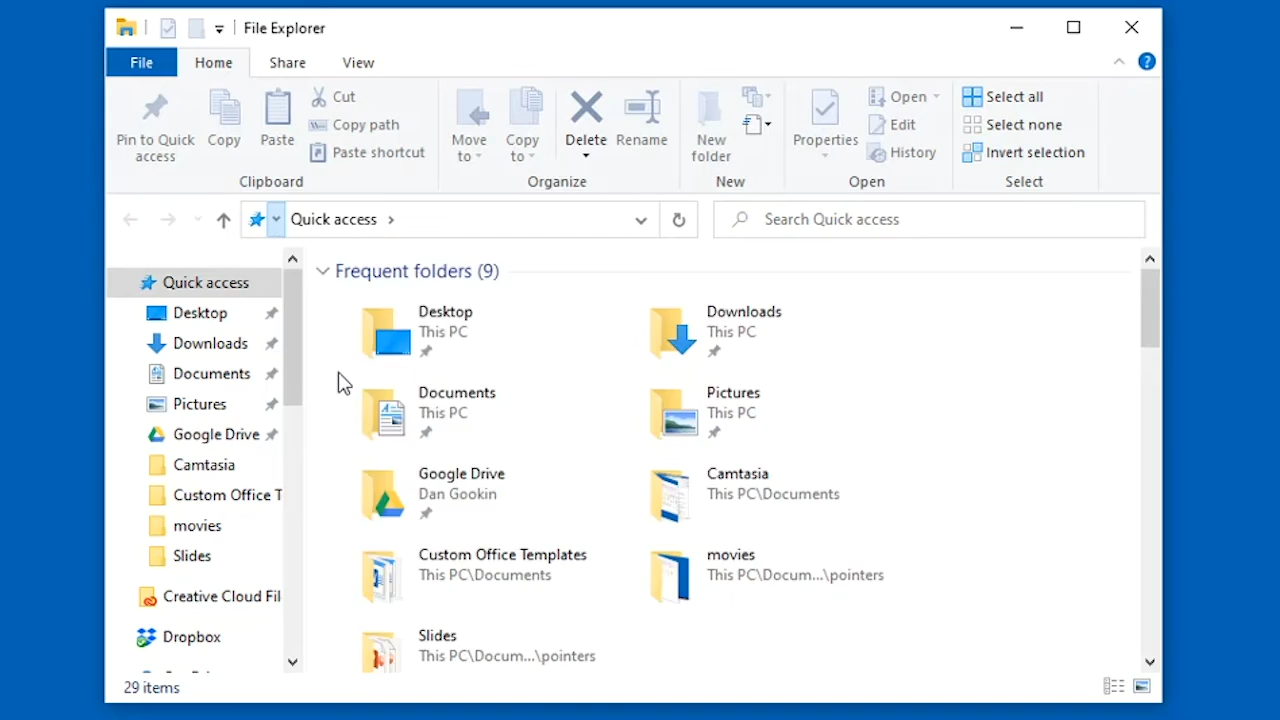 File Explorer
File Home Share View
Pin to Quick access
Copy
Paste
Cut
Copy path
Paste shortcut
Clipboard
Move to
Copy to
Delete
Rename
Organize
New folder
New
Properties
Open
Edit
History
Open
Select all
Select none
Invert selection
Select
Quick access
Search Quick access
Quick access
Desktop
Downloads
Documents
Pictures
Google Drive
Camtasia
Custom Office T
movies
Slides
Creative Cloud Fil
Dropbox
Frequent folders (9)
Desktop
This PC
Downloads
This PC
Documents
This PC
Pictures
This PC
Google Drive
Dan Gookin
Camtasia
This PC\Documents
Custom Office Templates
This PC\Documents
movies
This PC\Docum...\pointers
Slides
This PC\Docum...\pointers
29 items